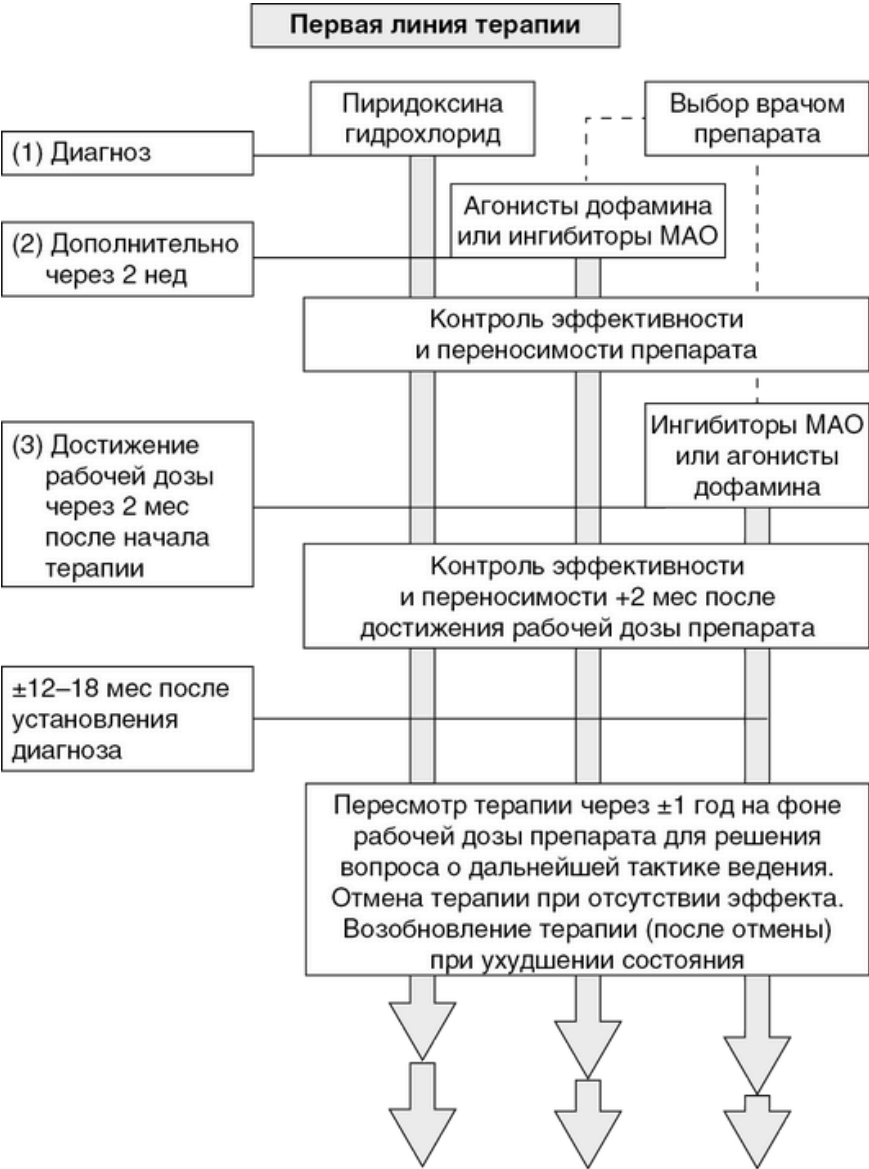 Первая линия терапии
Пиридоксина
гидрохлорид
Выбор врачом
препарата
(1) Диагноз
Агонисты дофамина
или ингибиторы МАО
(2) Дополнительно
через 2 нед
Контроль эффективности
и переносимости препарата
Ингибиторы МАО
или агонисты
дофамина
(3) Достижение
рабочей дозы
через 2 мес
после начала
терапии
Контроль эффективности
и переносимости +2 мес после
достижения рабочей дозы препарата
±12–18 мес после
установления
диагноза
Пересмотр терапии через ±1 год на фоне
рабочей дозы препарата для решения
вопроса о дальнейшей тактике ведения.
Отмена терапии при отсутствии эффекта.
Возобновление терапии (после отмены)
при ухудшении состояния